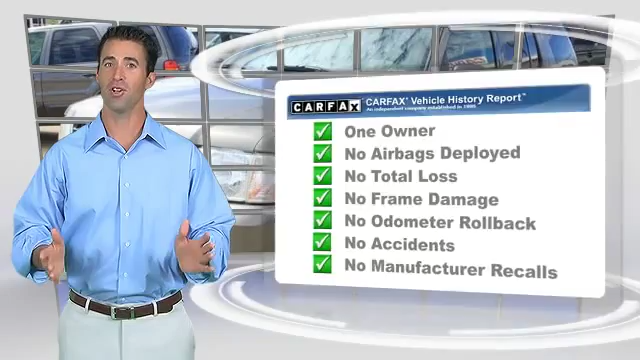 CARFAX CARFAX® Vehicle History Report™
An independent company established in 1986
One Owner
No Airbags Deployed
No Total Loss
No Frame Damage
No Odometer Rollback
No Accidents
No Manufacturer Recalls